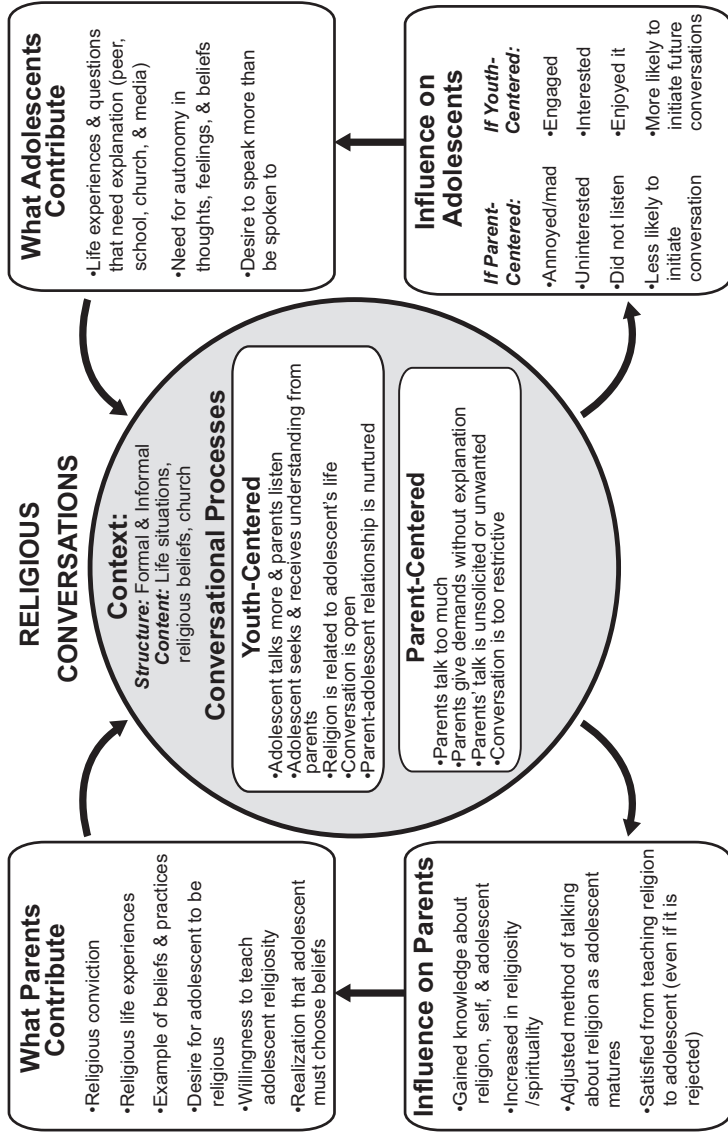 RELIGIOUS
CONVERSATIONS
What Parents
Contribute
•Religious conviction
•Religious life experiences
•Example of beliefs & practices
•Desire for adolescent to be
religious
•Willingness to teach
adolescent religiosity
•Realization that adolescent
must choose beliefs
Context:
Structure: Formal & Informal
Content: Life situations,
religious beliefs, church
Conversational Processes
Youth-Centered
•Adolescent talks more & parents listen
•Adolescent seeks & receives understanding from
parents
•Religion is related to adolescent's life
•Conversation is open
•Parent-adolescent relationship is nurtured
Parent-Centered
•Parents talk too much
•Parents give demands without explanation
•Parents' talk is unsolicited or unwanted
•Conversation is too restrictive
What Adolescents
Contribute
•Life experiences & questions
that need explanation (peer,
school, church, & media)
•Need for autonomy in
thoughts, feelings, & beliefs
•Desire to speak more than
be spoken to
Influence on Parents
•Gained knowledge about
religion, self, & adolescent
•Increased in religiosity
/spirituality
•Adjusted method of talking
about religion as adolescent
matures
•Satisfied from teaching religion
to adolescent (even if it is
rejected)
Influence on
Adolescents
If Parent-
Centered:
•Annoyed/mad
•Uninterested
•Did not listen
•Less likely to
initiate
conversation
If Youth-
Centered:
•Engaged
•Interested
•Enjoyed it
•More likely to
initiate future
conversations